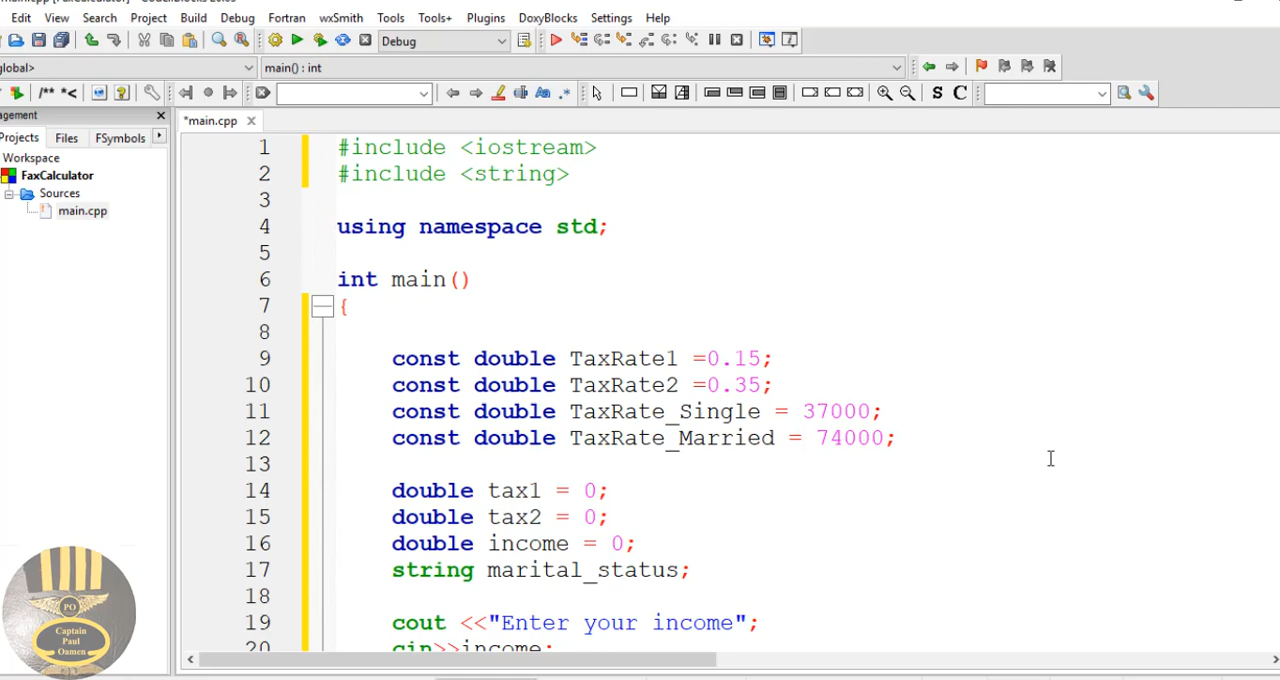 Edit View Search Project Build Debug Fortran wxSmith Tools Tools+ Plugins DoxyBlocks Settings Help
Debug
global> main() : int
/** *< S C
agement
*main.cpp
Projects Files FSymbols
Workspace
FaxCalculator
Sources
main.cpp
1 #include <iostream>
2 #include <string>
3
4 using namespace std;
5
6 int main()
7 {
8
9 const double TaxRate1 =0.15;
10 const double TaxRate2 =0.35;
11 const double TaxRate_Single = 37000;
12 const double TaxRate_Married = 74000;
13
14 double tax1 = 0;
15 double tax2 = 0;
16 double income = 0;
17 string marital_status;
18
19 cout <<"Enter your income";
20 cin>>income;
PO
Captain
Paul
Oamen